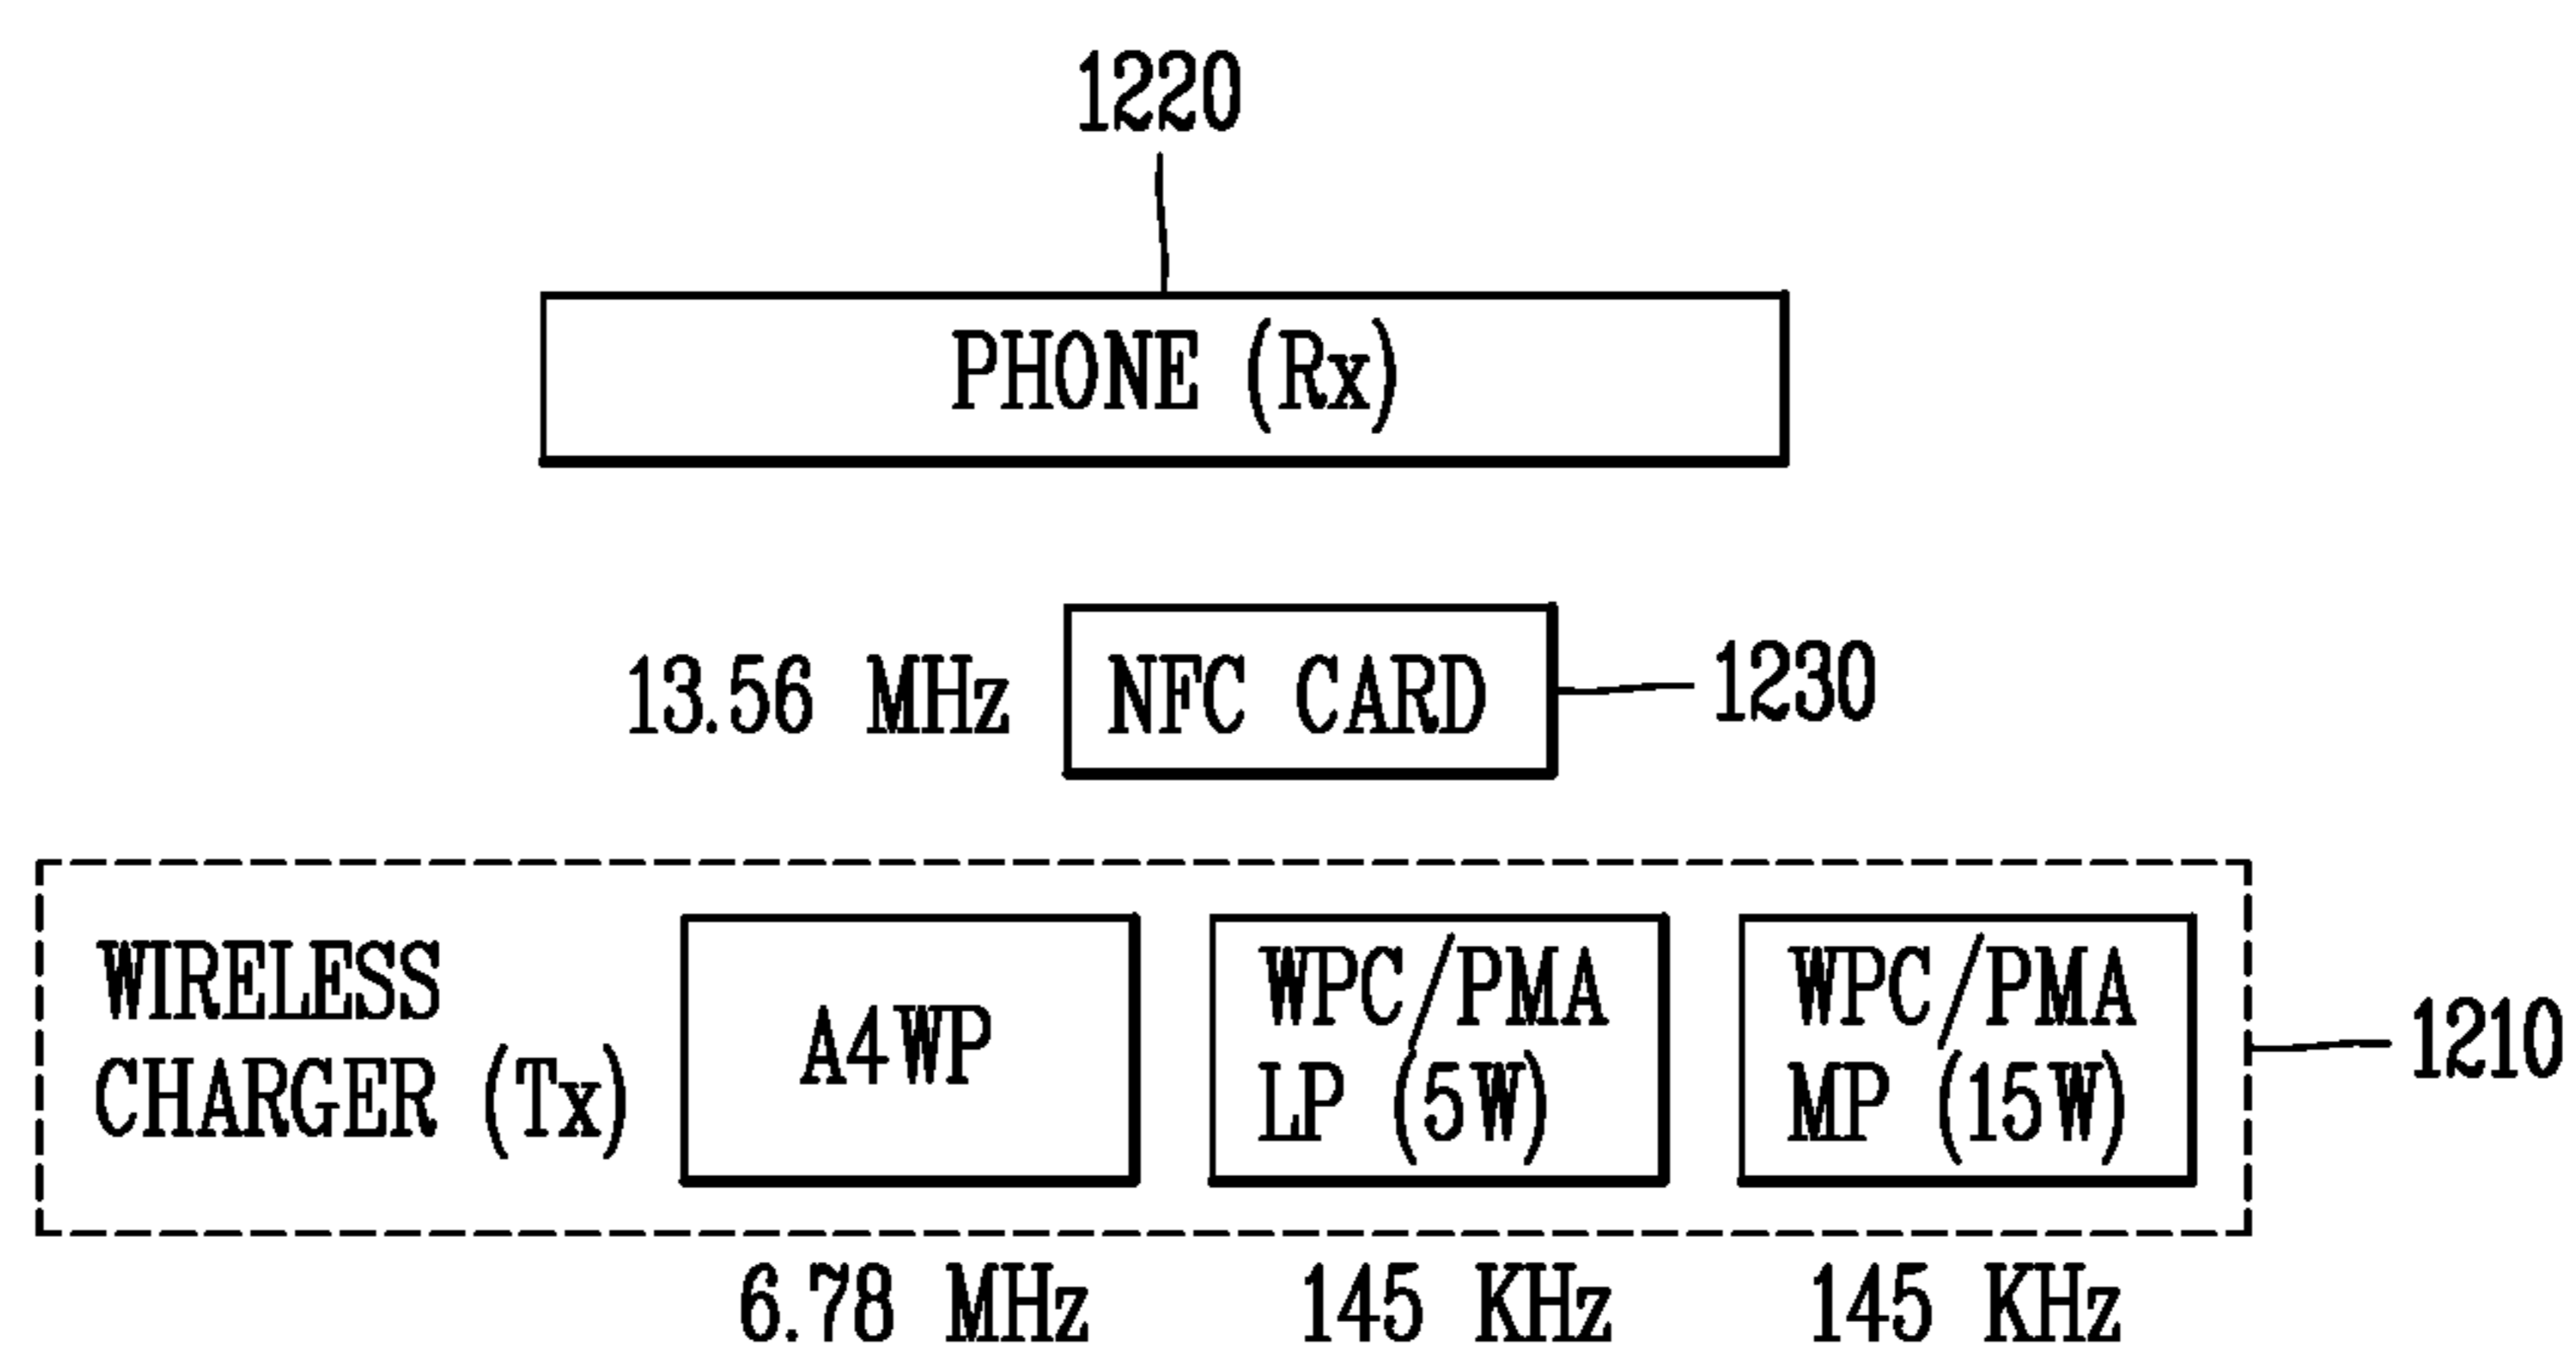 1220
PHONE (Rx)
13.56 MHz
NFC CARD
1230
WIRELESS
CHARGER (Tx)
A4WP
WPC/PMA
LP (5W)
WPC/PMA
MP (15W)
1210
6.78 MHz
145 KHz
145 KHz